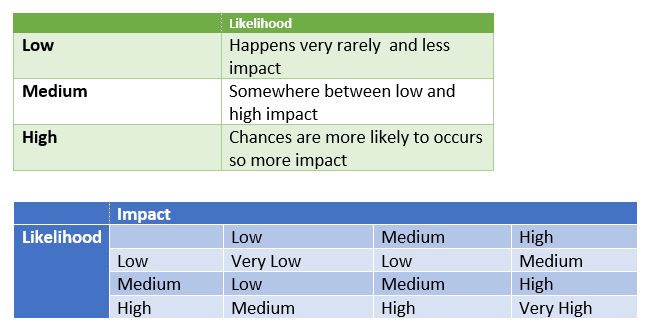 Likelihood
Low Happens very rarely and less
impact
Medium Somewhere between low and
high impact
High Chances are more likely to occurs
so more impact
Impact
Likelihood Low Medium High
Low Very Low Low Medium
Medium Low Medium High
High Medium High Very High